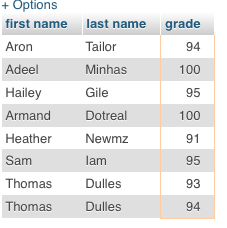 + Options
first name last name grade
Aron Tailor 94
Adeel Minhas 100
Hailey Gile 95
Armand Dotreal 100
Heather Newmz 91
Sam Iam 95
Thomas Dulles 93
Thomas Dulles 94